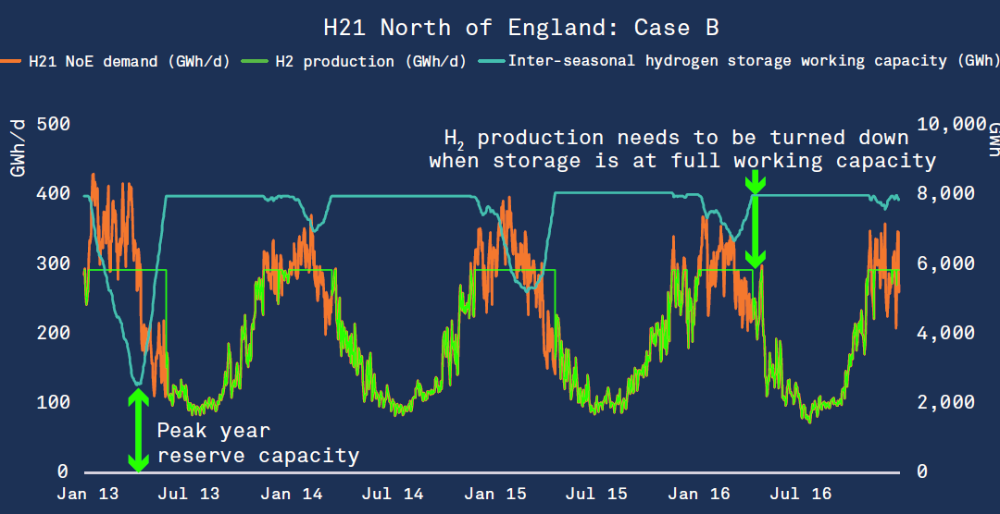 H21 North of England: Case B
H21 NoE demand (GWh/d) H2 production (GWh/d) Inter-seasonal hydrogen storage working capacity (GWh)
GWh/d
GWh
500
400
300
200
100
0
10,000
8,000
6,000
4,000
2,000
0
H₂ production needs to be turned down
when storage is at full working capacity
Peak year
reserve capacity
Jan 13 Jul 13 Jan 14 Jul 14 Jan 15 Jul 15 Jan 16 Jul 16